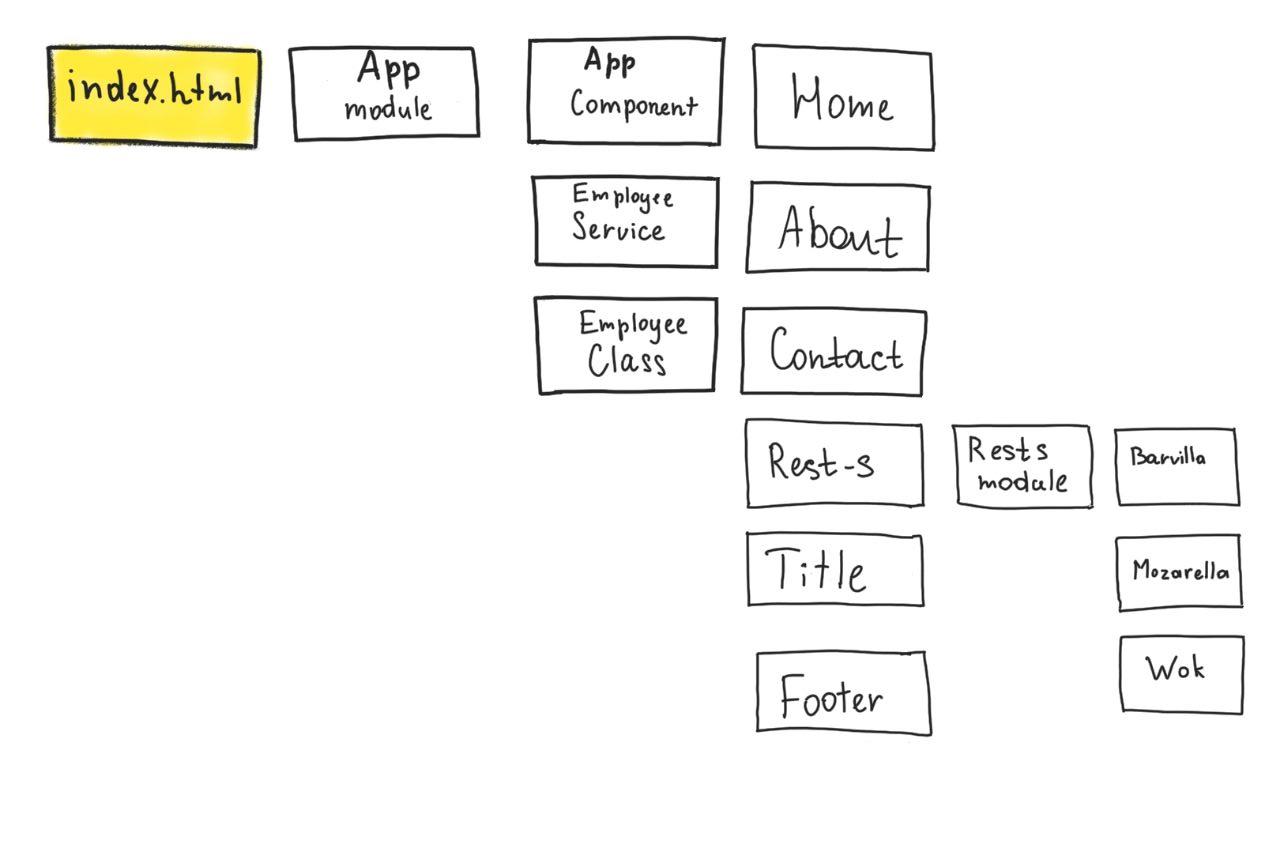 index.html
App
module
App
Component
Home
Employee
Service
About
Employee
Class
Contact
Rest-s
Rests
module
Barvilla
Title
Mozarella
Footer
Wok